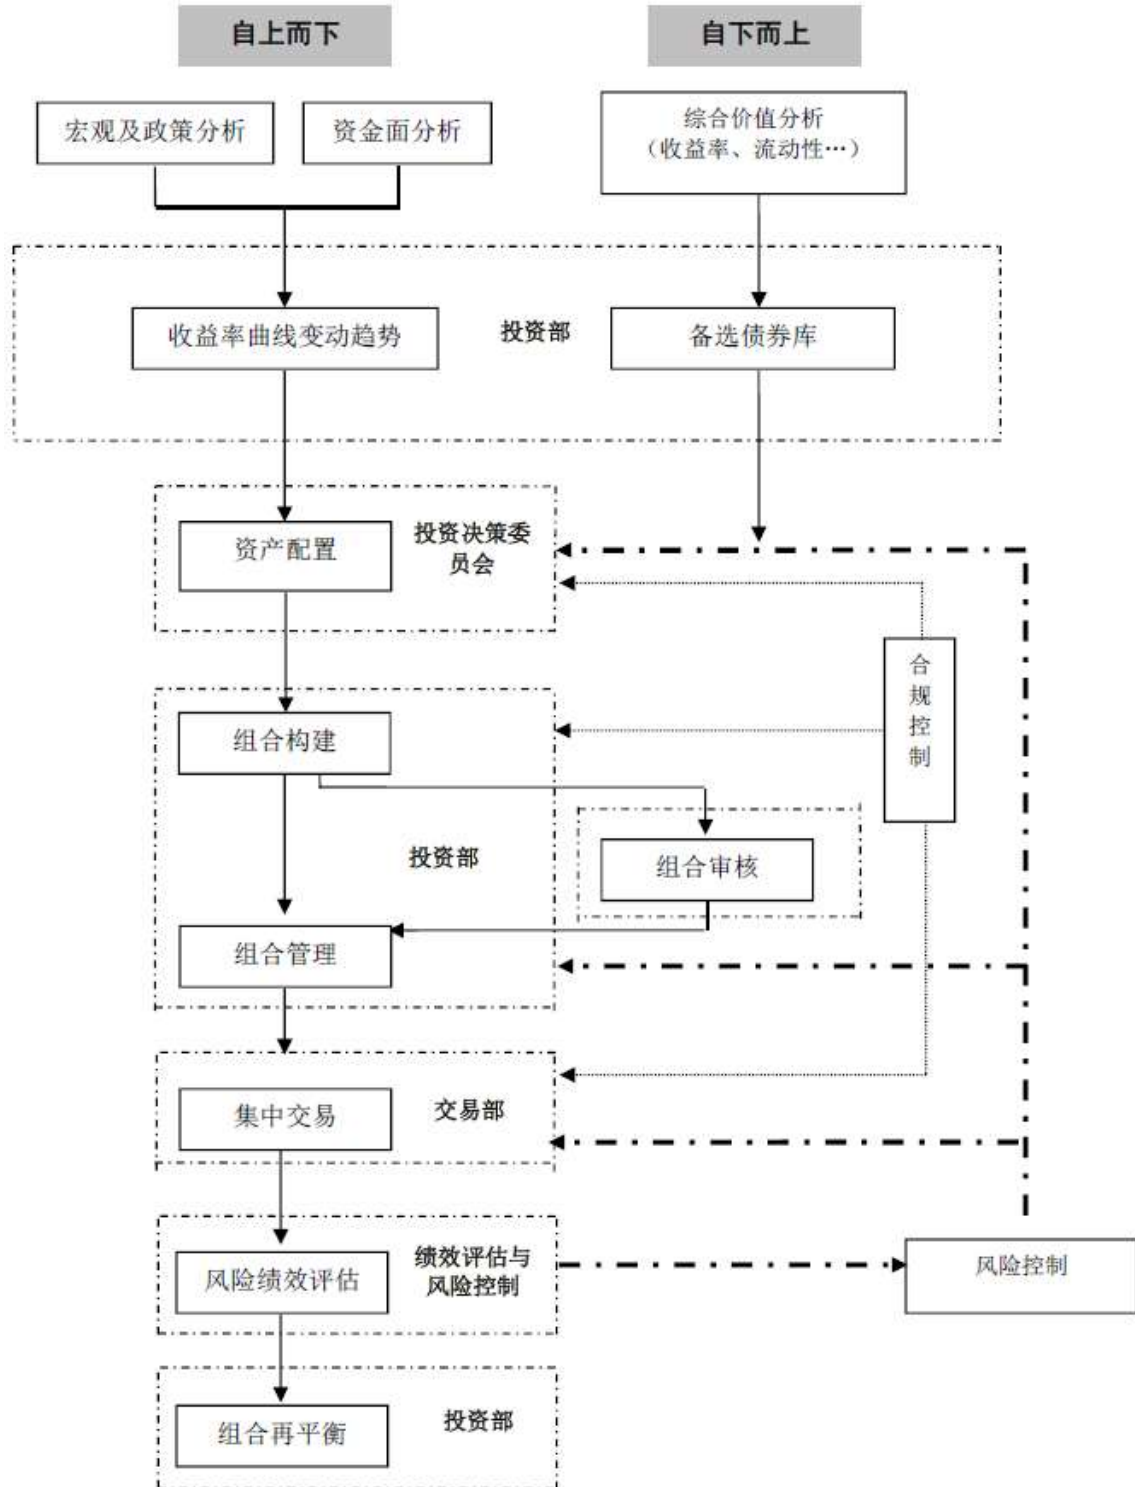 自上而下
自下而上
宏观及政策分析
资金面分析
综合价值分析
（收益率、流动性…）
收益率曲线变动趋势
投资部
备选债券库
资产配置
投资决策委
员会
合
规
控
制
组合构建
投资部
组合审核
组合管理
集中交易
交易部
风险绩效评估
绩效评估与
风险控制
风险控制
组合再平衡
投资部